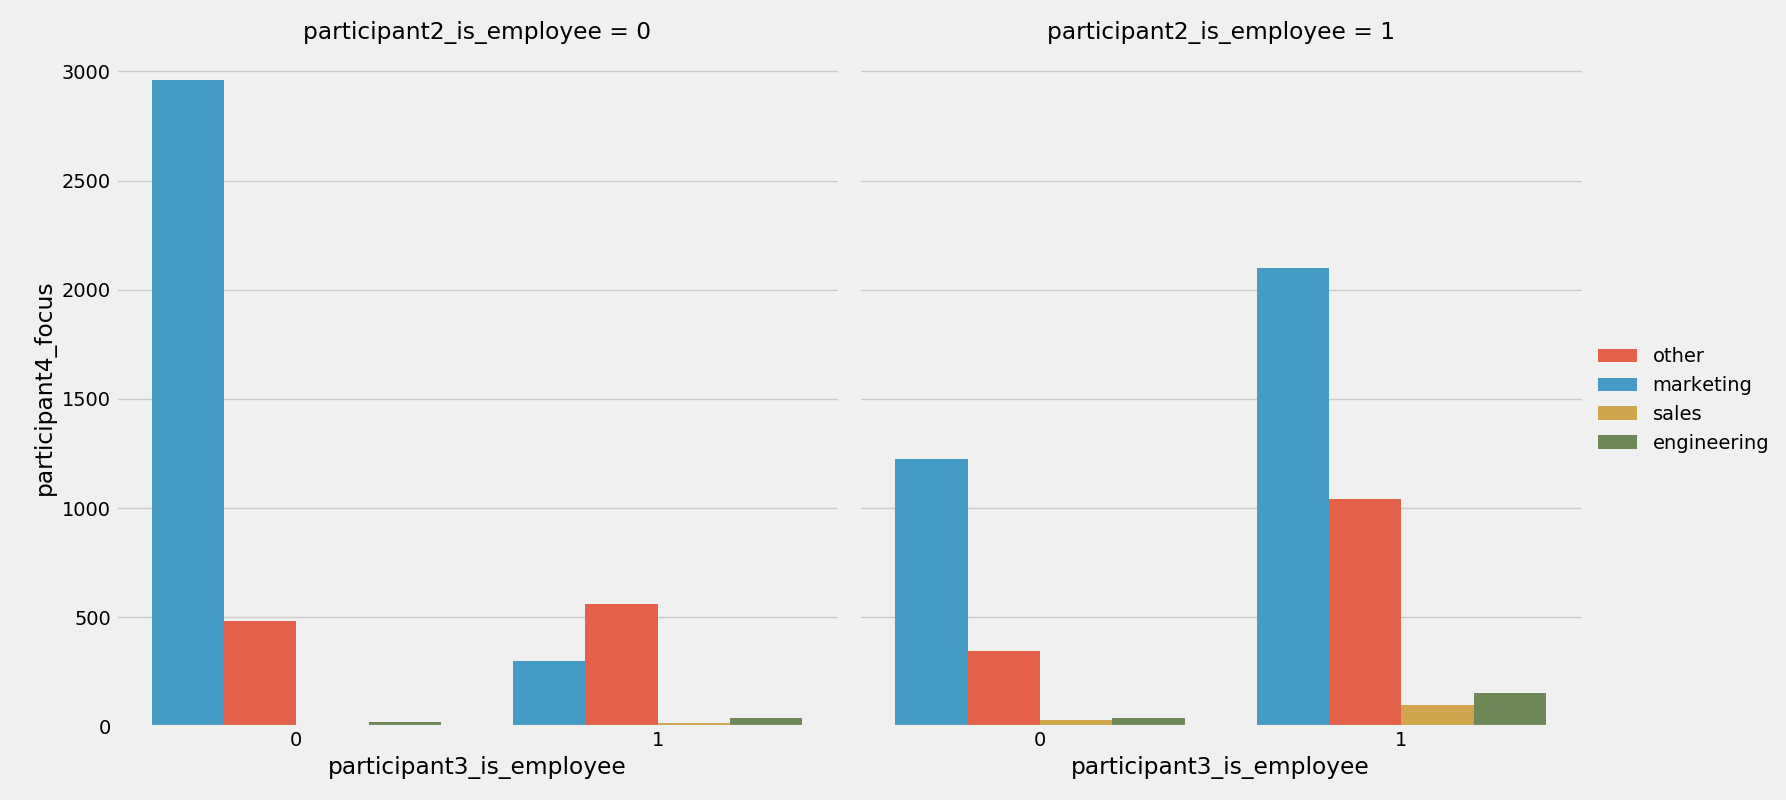 participant2_is_employee = 0
participant2_is_employee = 1
3000
2500
2000
1500
1000
500
0
participant4_focus
0
1
0
1
participant3_is_employee
participant3_is_employee
other
marketing
sales
engineering